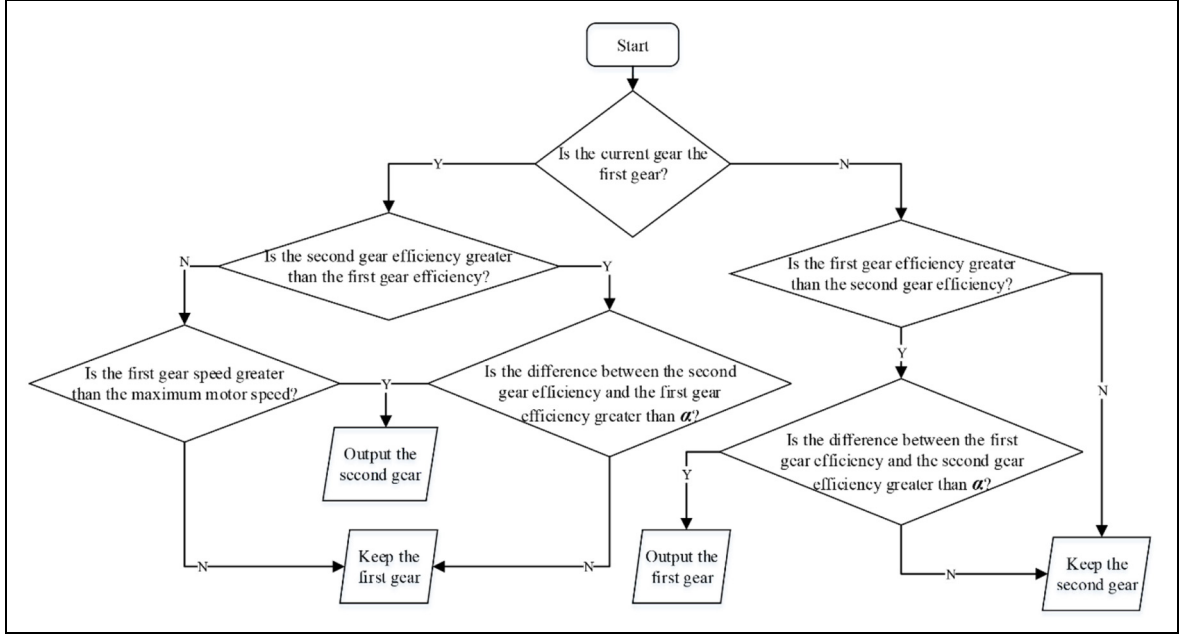 Start
Is the current gear the
first gear?
Y
N
Is the second gear efficiency greater
than the first gear efficiency?
N
Y
Is the first gear efficiency greater
than the second gear efficiency?
Is the first gear speed greater
than the maximum motor speed?
Y
Is the difference between the second
gear efficiency and the first gear
efficiency greater than α?
Y
N
Output the
second gear
Is the difference between the first
gear efficiency and the second gear
efficiency greater than α?
Y
Keep the
first gear
N
N
Output the
first gear
N
Keep the
second gear